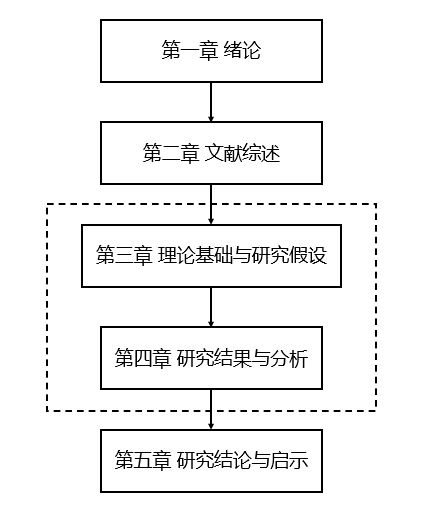 第一章 绪论
第二章 文献综述
第三章 理论基础与研究假设
第四章 研究结果与分析
第五章 研究结论与启示